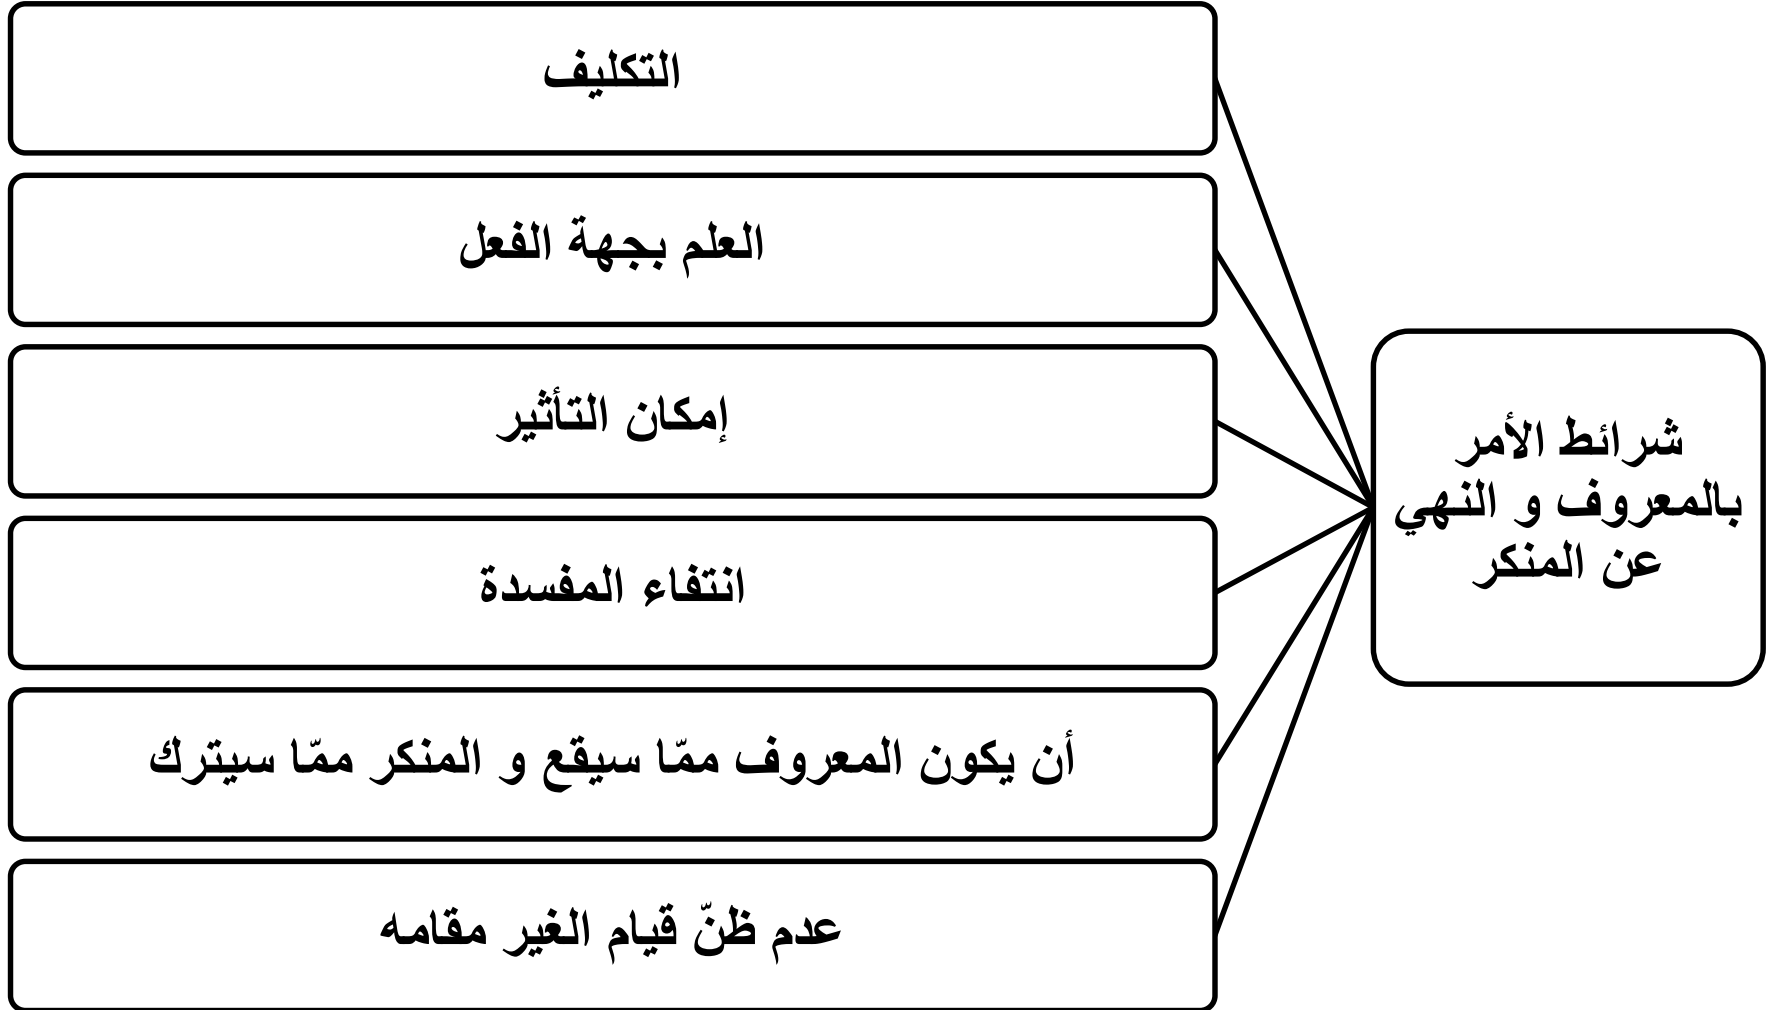 شرائط الأمر
بالمعروف و النهي
عن المنكر
التكليف
العلم بجهة الفعل
إمكان التأثير
انتفاء المفسدة
أن يكون المعروف ممّا سيقع و المنكر ممّا سيترك
عدم ظنّ قيام الغير مقامه